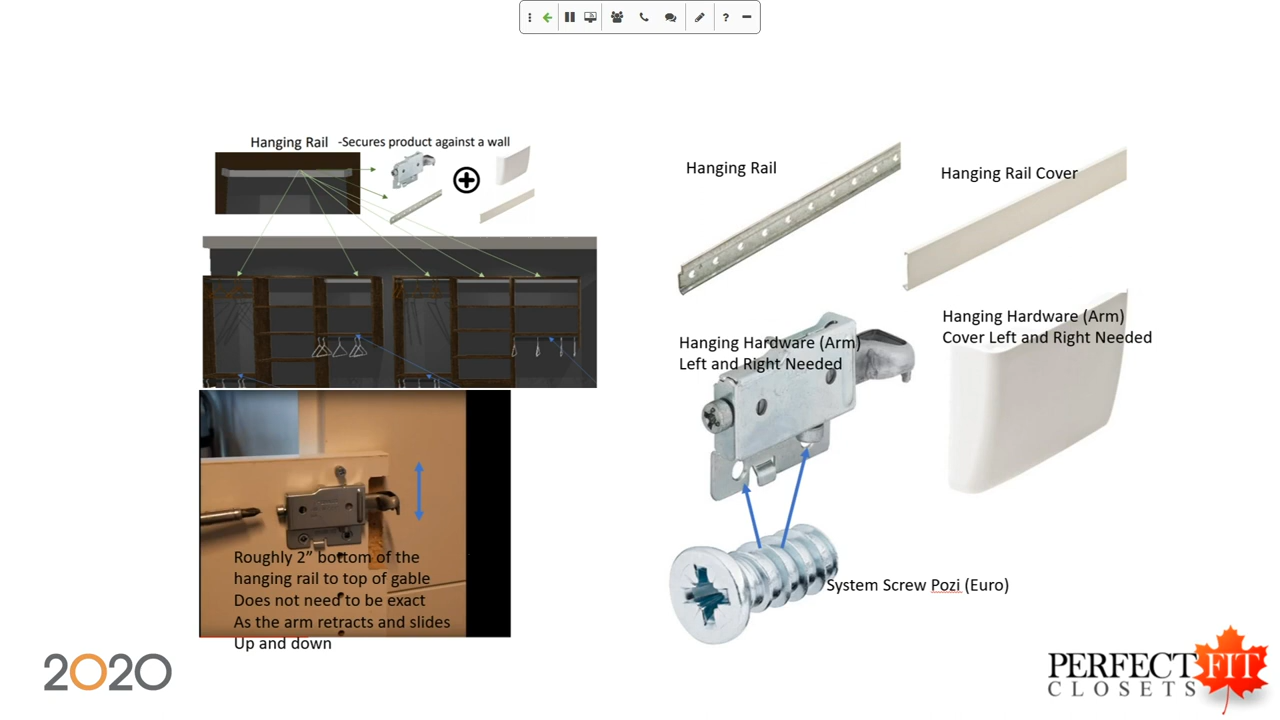 Hanging Rail -Secures product against a wall
Hanging Rail
Hanging Rail Cover
Hanging Hardware (Arm)
Left and Right Needed
Hanging Hardware (Arm)
Cover Left and Right Needed
Roughly 2” bottom of the
hanging rail to top of gable
Does not need to be exact
As the arm retracts and slides
Up and down
System Screw Pozi (Euro)
2020
PERFECT FIT
CLOSETS